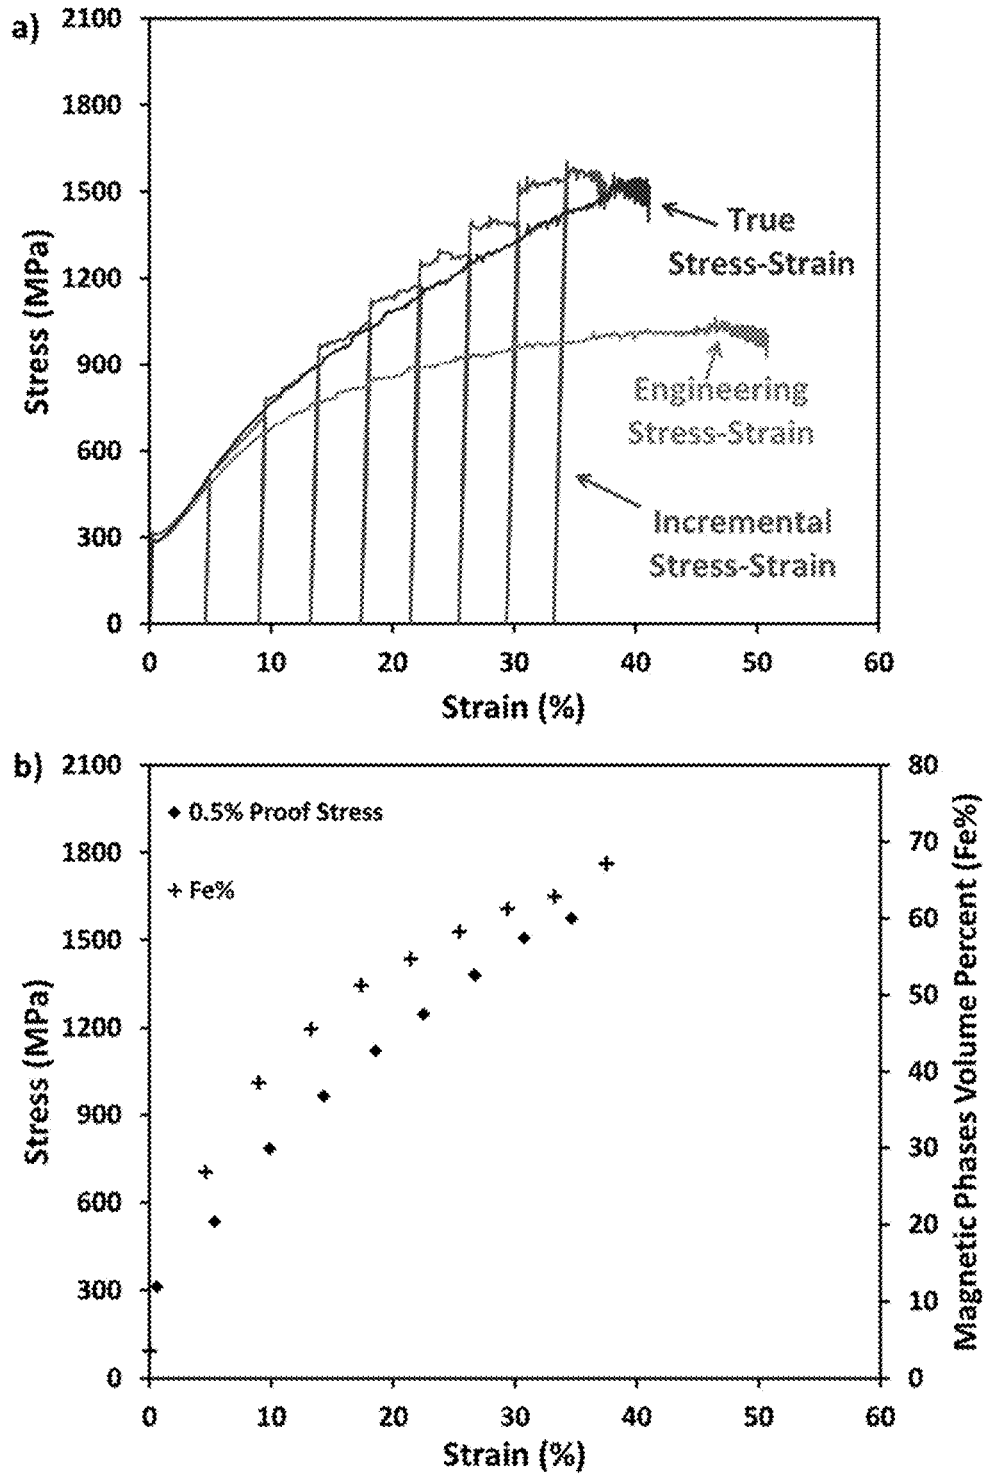 a)
2100
1800
1500
1200
900
600
300
0
Stress (MPa)
True
Stress-Strain
Engineering
Stress-Strain
Incremental
Stress-Strain
0 10 20 30 40 50 60
Strain (%)
b)
2100
1800
1500
1200
900
600
300
0
Stress (MPa)
0.5% Proof Stress
Fe%
80
70
60
50
40
30
20
10
0
Magnetic Phases Volume Percent (Fe%)
0 10 20 30 40 50 60
Strain (%)